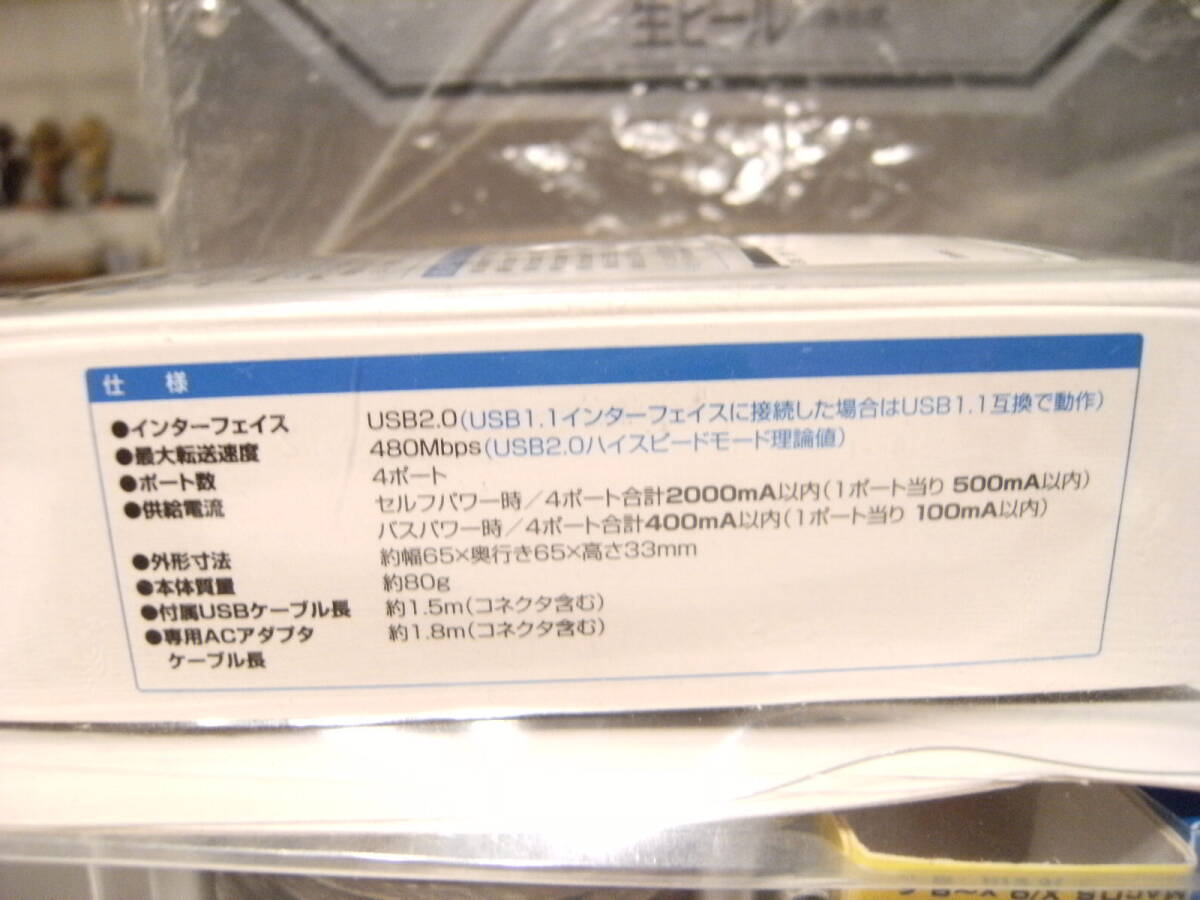 生ビール
仕様
●インターフェイス USB2.0(USB1.1インターフェイスに接続した場合はUSB1.1互換で動作)
●最大転送速度 480Mbps(USB2.0ハイスピードモード理論値)
●ポート数 4ポート
●供給電流 セルフパワー時/4ポート合計2000mA以内(1ポート当り 500mA以内)
バスパワー時/4ポート合計400mA以内(1ポート当り 100mA以内)
●外形寸法 約幅65×奥行き65×高さ33mm
●本体質量 約80g
●付属USBケーブル長 約1.5m(コネクタ含む)
●専用ACアダプタ 約1.8m(コネクタ含む)
ケーブル長